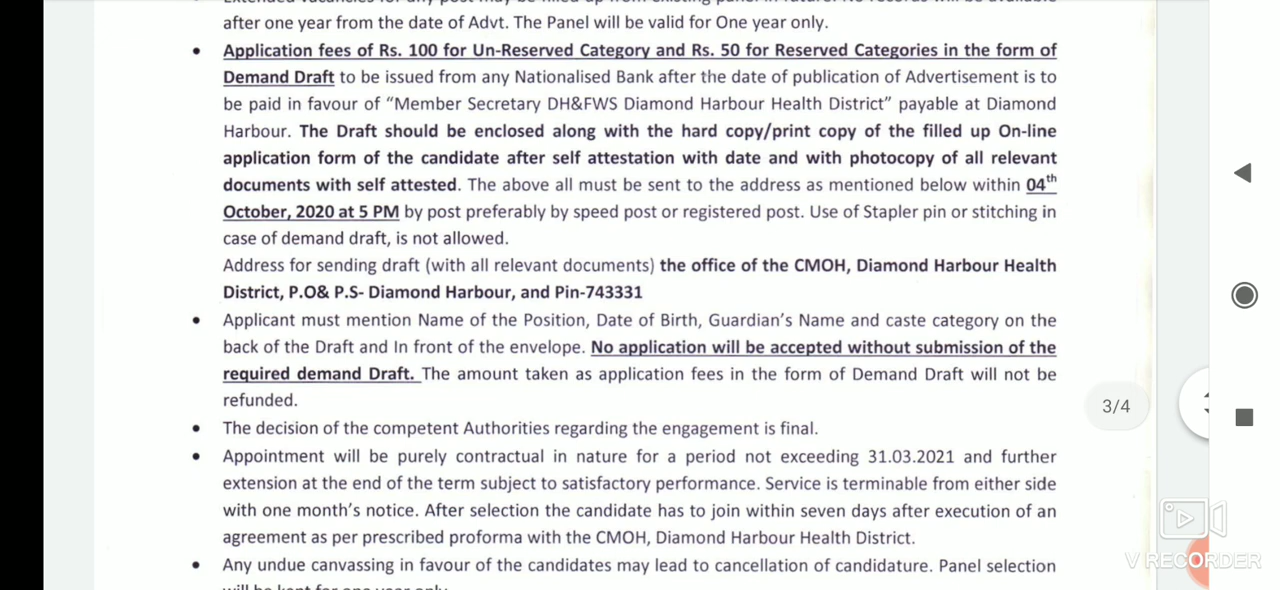 after one year from the date of Advt. The Panel will be valid for One year only.
• Application fees of Rs. 100 for Un-Reserved Category and Rs. 50 for Reserved Categories in the form of
Demand Draft to be issued from any Nationalised Bank after the date of publication of Advertisement is to
be paid in favour of “Member Secretary DH&FWS Diamond Harbour Health District” payable at Diamond
Harbour. The Draft should be enclosed along with the hard copy/print copy of the filled up On-line
application form of the candidate after self attestation with date and with photocopy of all relevant
documents with self attested. The above all must be sent to the address as mentioned below within 04th
October, 2020 at 5 PM by post preferably by speed post or registered post. Use of Stapler pin or stitching in
case of demand draft, is not allowed.
Address for sending draft (with all relevant documents) the office of the CMOH, Diamond Harbour Health
District, P.O& P.S- Diamond Harbour, and Pin-743331
• Applicant must mention Name of the Position, Date of Birth, Guardian’s Name and caste category on the
back of the Draft and In front of the envelope. No application will be accepted without submission of the
required demand Draft. The amount taken as application fees in the form of Demand Draft will not be
refunded.
3/4
• The decision of the competent Authorities regarding the engagement is final.
• Appointment will be purely contractual in nature for a period not exceeding 31.03.2021 and further
extension at the end of the term subject to satisfactory performance. Service is terminable from either side
with one month’s notice. After selection the candidate has to join within seven days after execution of an
agreement as per prescribed proforma with the CMOH, Diamond Harbour Health District.
V RECORDER
• Any undue canvassing in favour of the candidates may lead to cancellation of candidature. Panel selection